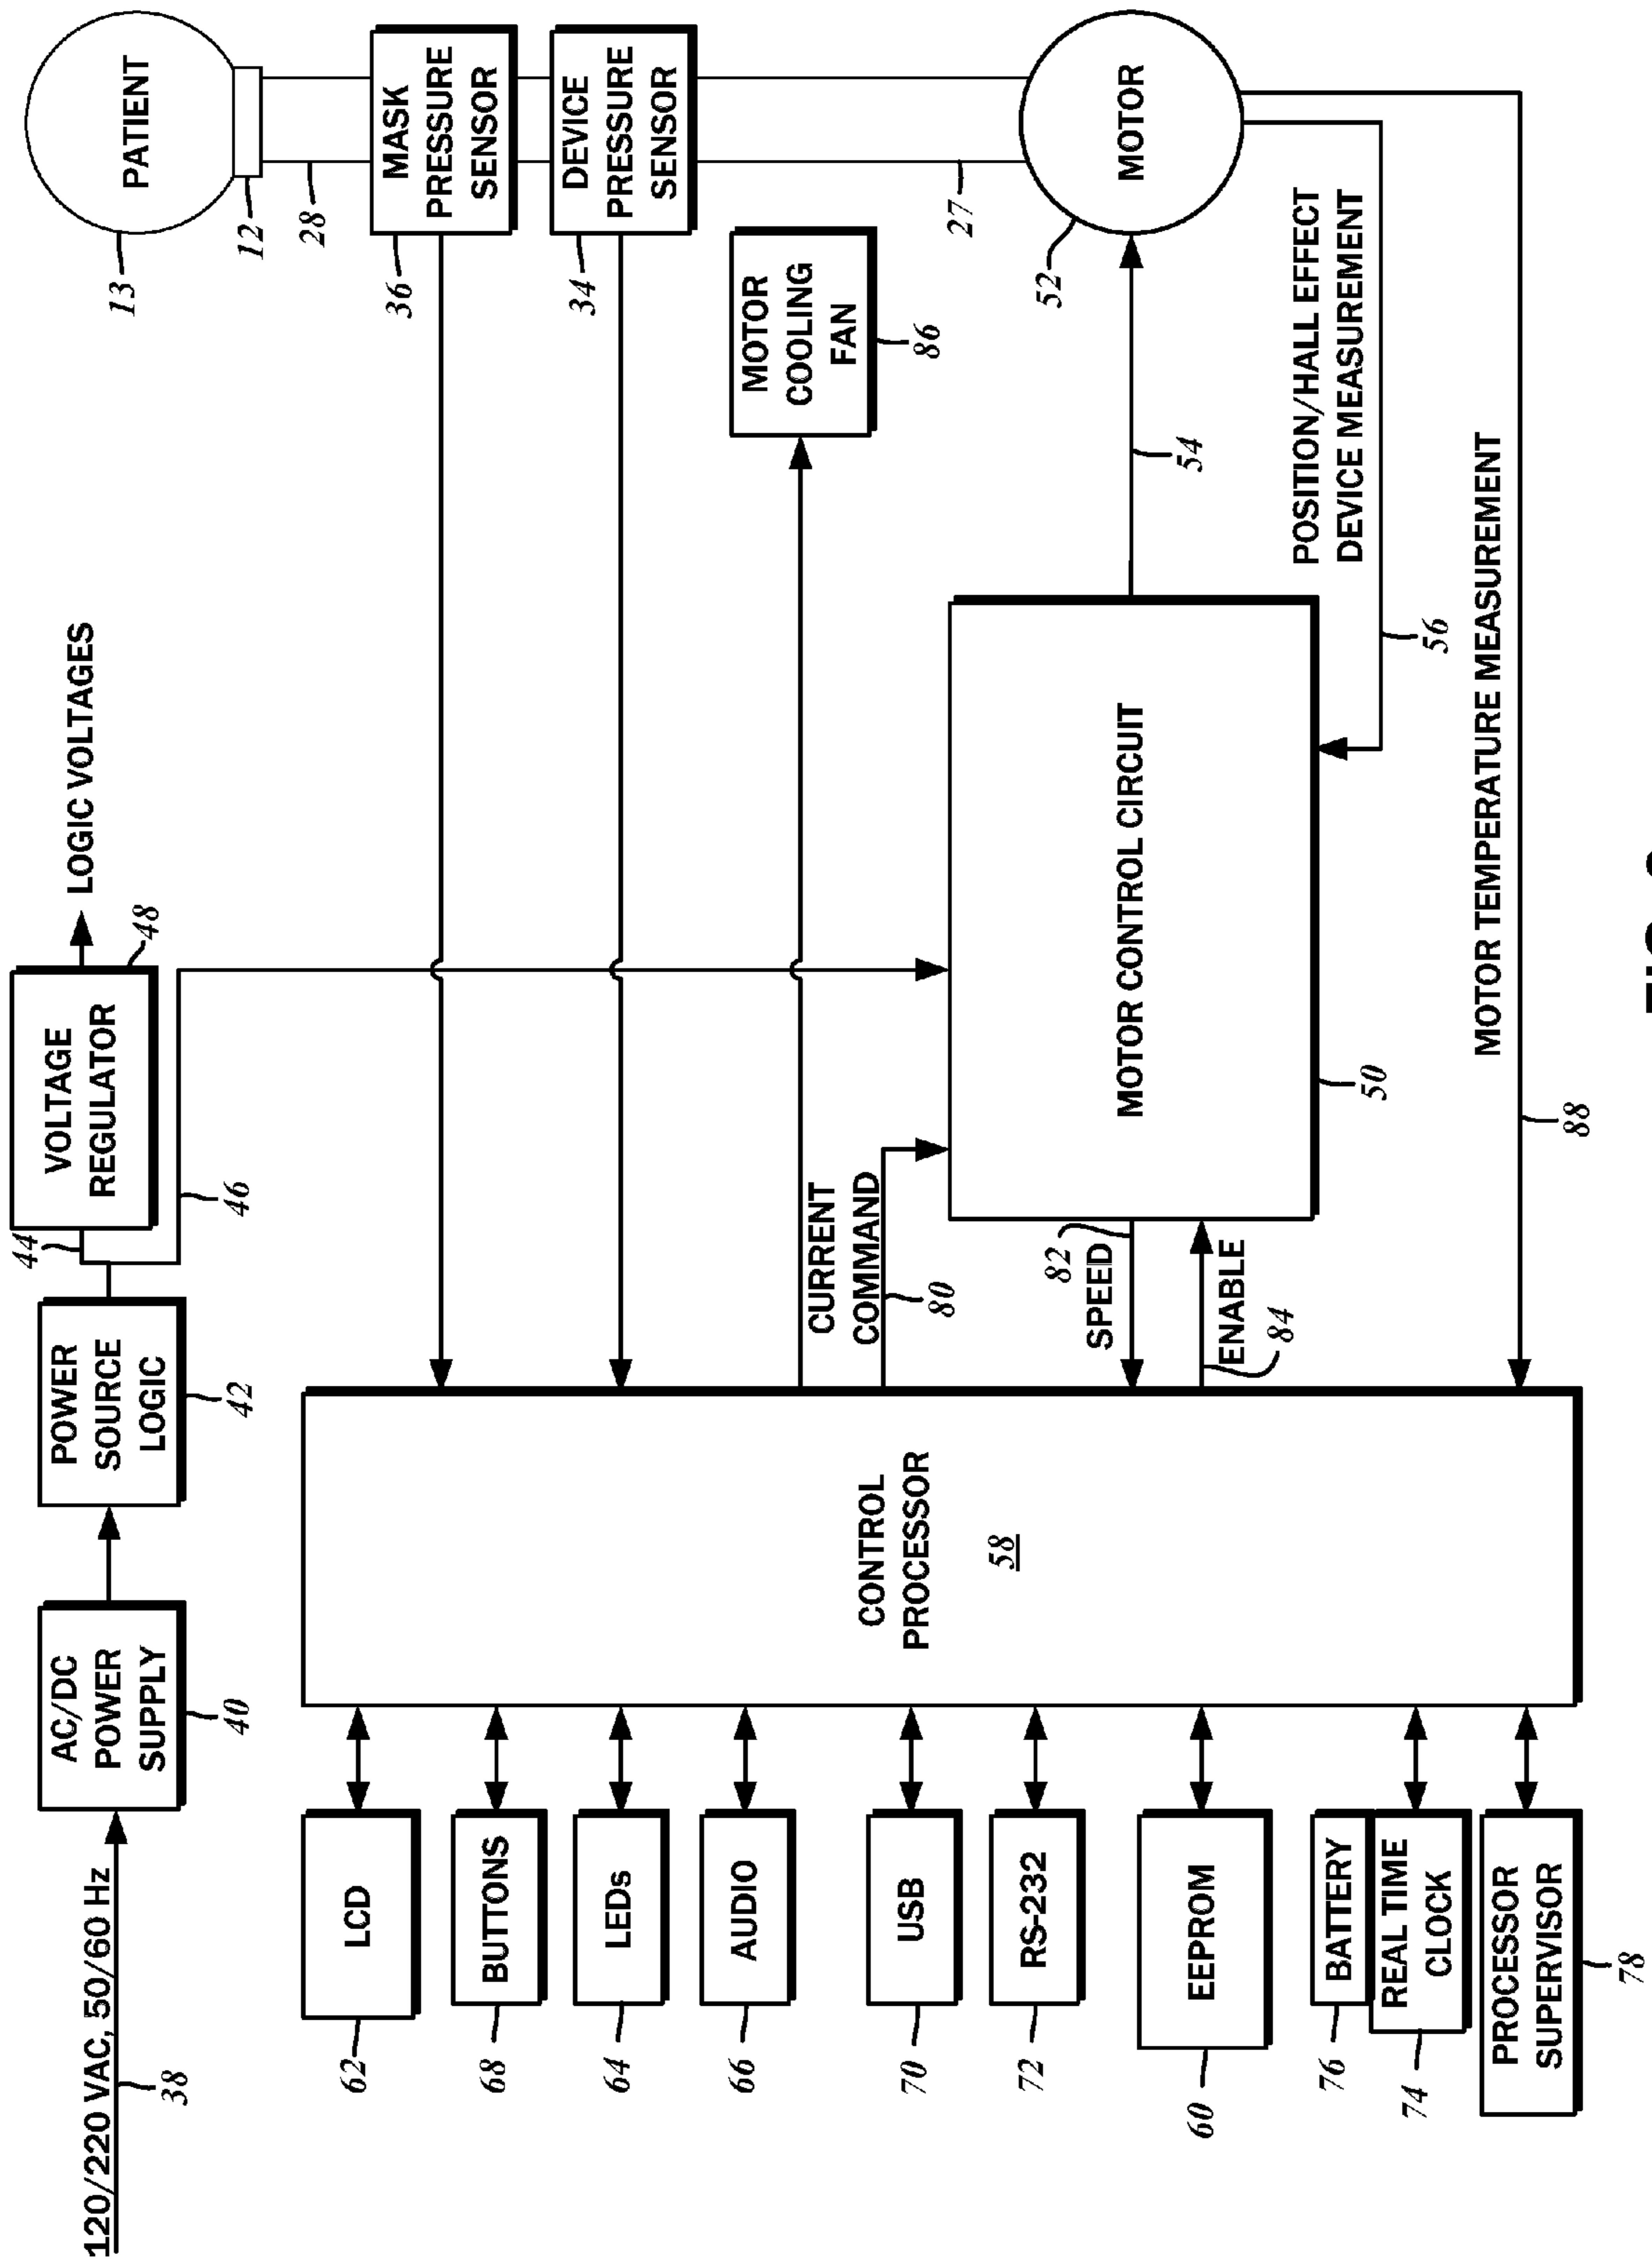 120/220 VAC, 50/60 Hz
38
AC/DC
POWER
SUPPLY
40
POWER
SOURCE
LOGIC
42
44
46
VOLTAGE
REGULATOR
48
LOGIC VOLTAGES
PATIENT
13
12
28
MASK
PRESSURE
SENSOR
36
DEVICE
PRESSURE
SENSOR
34
27
MOTOR
COOLING
FAN
86
MOTOR
52
54
POSITION/HALL EFFECT
DEVICE MEASUREMENT
56
MOTOR CONTROL CIRCUIT
50
CURRENT
COMMAND
80
82
SPEED
ENABLE
84
MOTOR TEMPERATURE MEASUREMENT
88
CONTROL
PROCESSOR
58
LCD
62
BUTTONS
68
LEDs
64
AUDIO
66
USB
70
RS-232
72
EEPROM
60
BATTERY
76
REAL TIME
CLOCK
74
PROCESSOR
SUPERVISOR
78